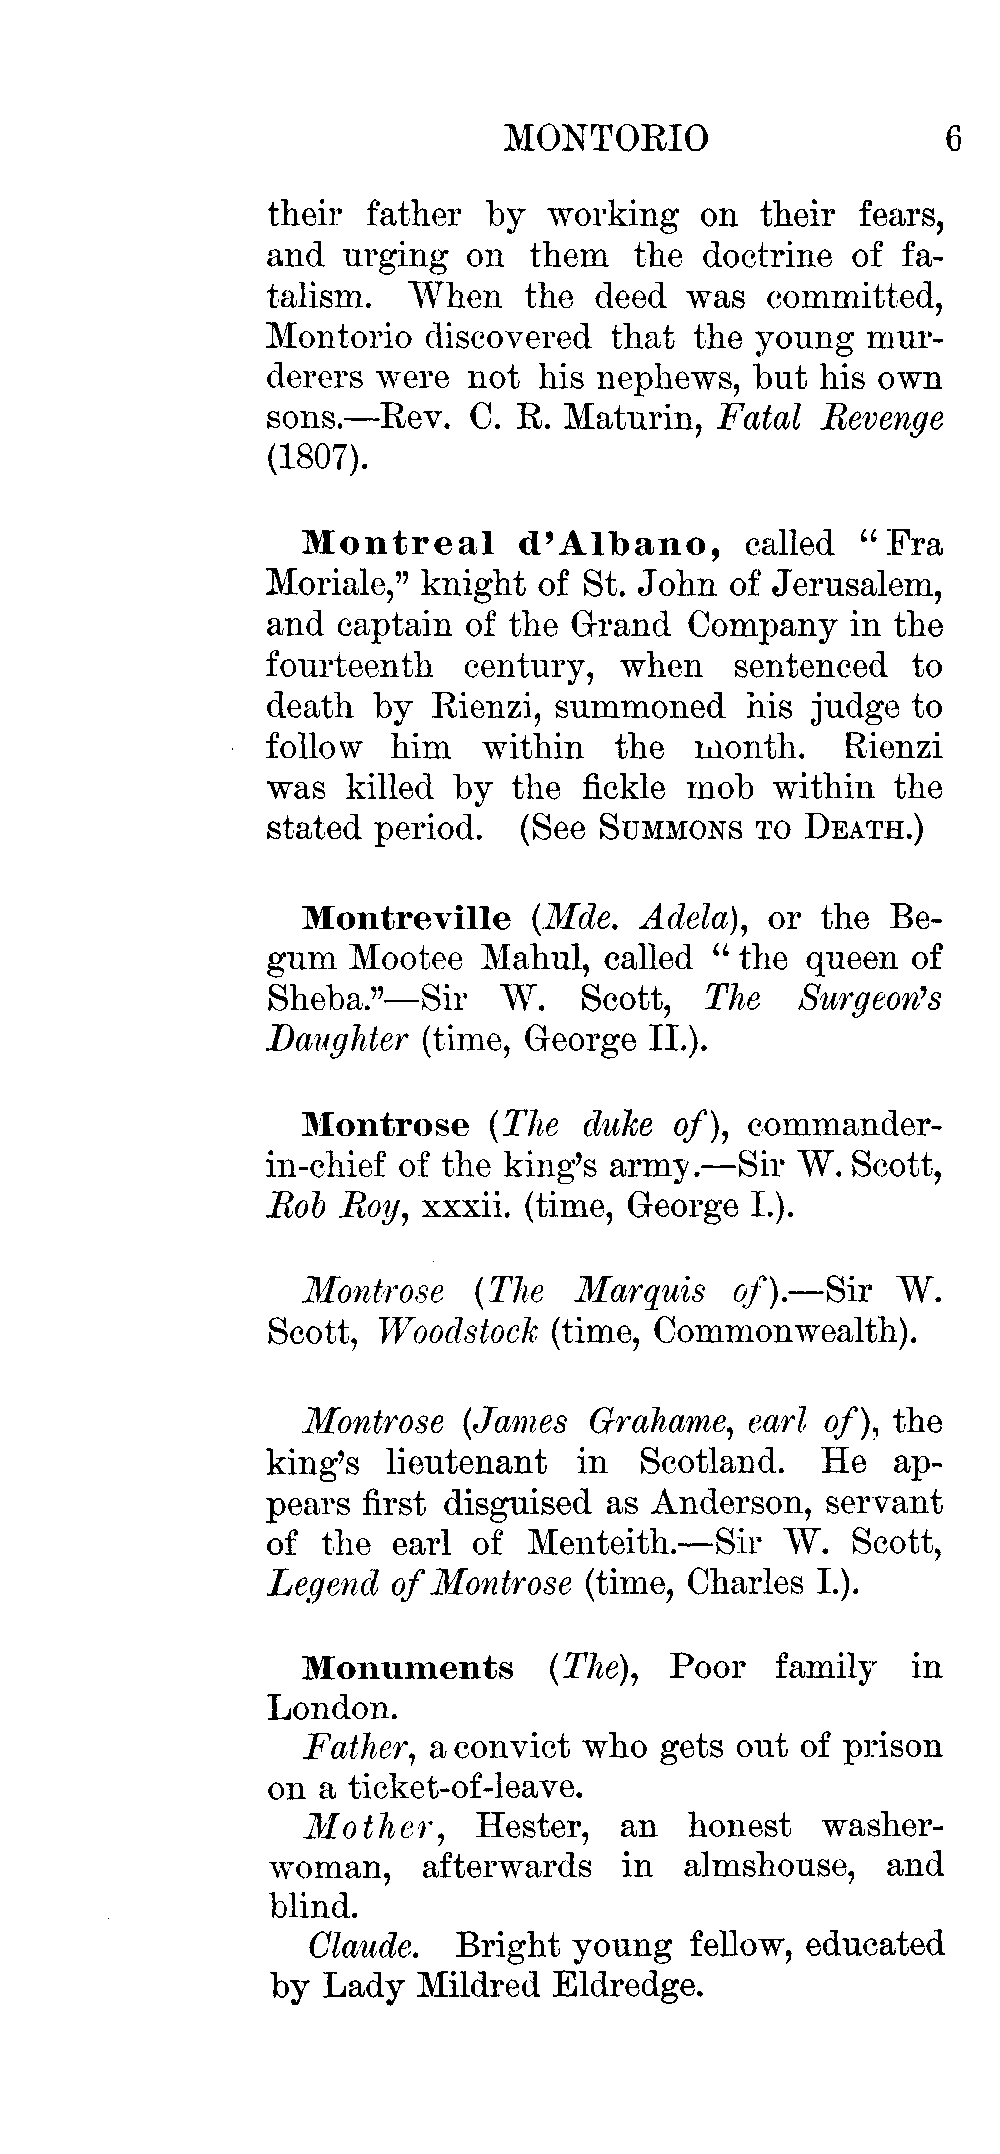 MONTORIO 6
their father by working on their fears,
and urging on them the doctrine of fa-
talism. When the deed was committed,
Montorio discovered that the young mur-
derers were not his nephews, but his own
sons.—Rev. C. R. Maturin, Fatal Revenge
(1807).
Montreal d'Albano, called “Fra
Moriale,” knight of St. John of Jerusalem,
and captain of the Grand Company in the
fourteenth century, when sentenced to
death by Rienzi, summoned his judge to
follow him within the month. Rienzi
was killed by the fickle mob within the
stated period. (See SUMMONS TO DEATH.)
Montreville (Mde. Adela), or the Be-
gum Mootee Mahul, called “the queen of
Sheba.”—Sir W. Scott, The Surgeon's
Daughter (time, George II.).
Montrose (The duke of), commander-
in-chief of the king's army.—Sir W. Scott,
Rob Roy, xxxii. (time, George I.).
Montrose (The Marquis of).—Sir W.
Scott, Woodstock (time, Commonwealth).
Montrose (James Grahame, earl of), the
king's lieutenant in Scotland. He ap-
pears first disguised as Anderson, servant
of the earl of Menteith.—Sir W. Scott,
Legend of Montrose (time, Charles I.).
Monuments (The), Poor family in
London.
Father, a convict who gets out of prison
on a ticket-of-leave.
Mother, Hester, an honest washer-
woman, afterwards in almshouse, and
blind.
Claude. Bright young fellow, educated
by Lady Mildred Eldredge.